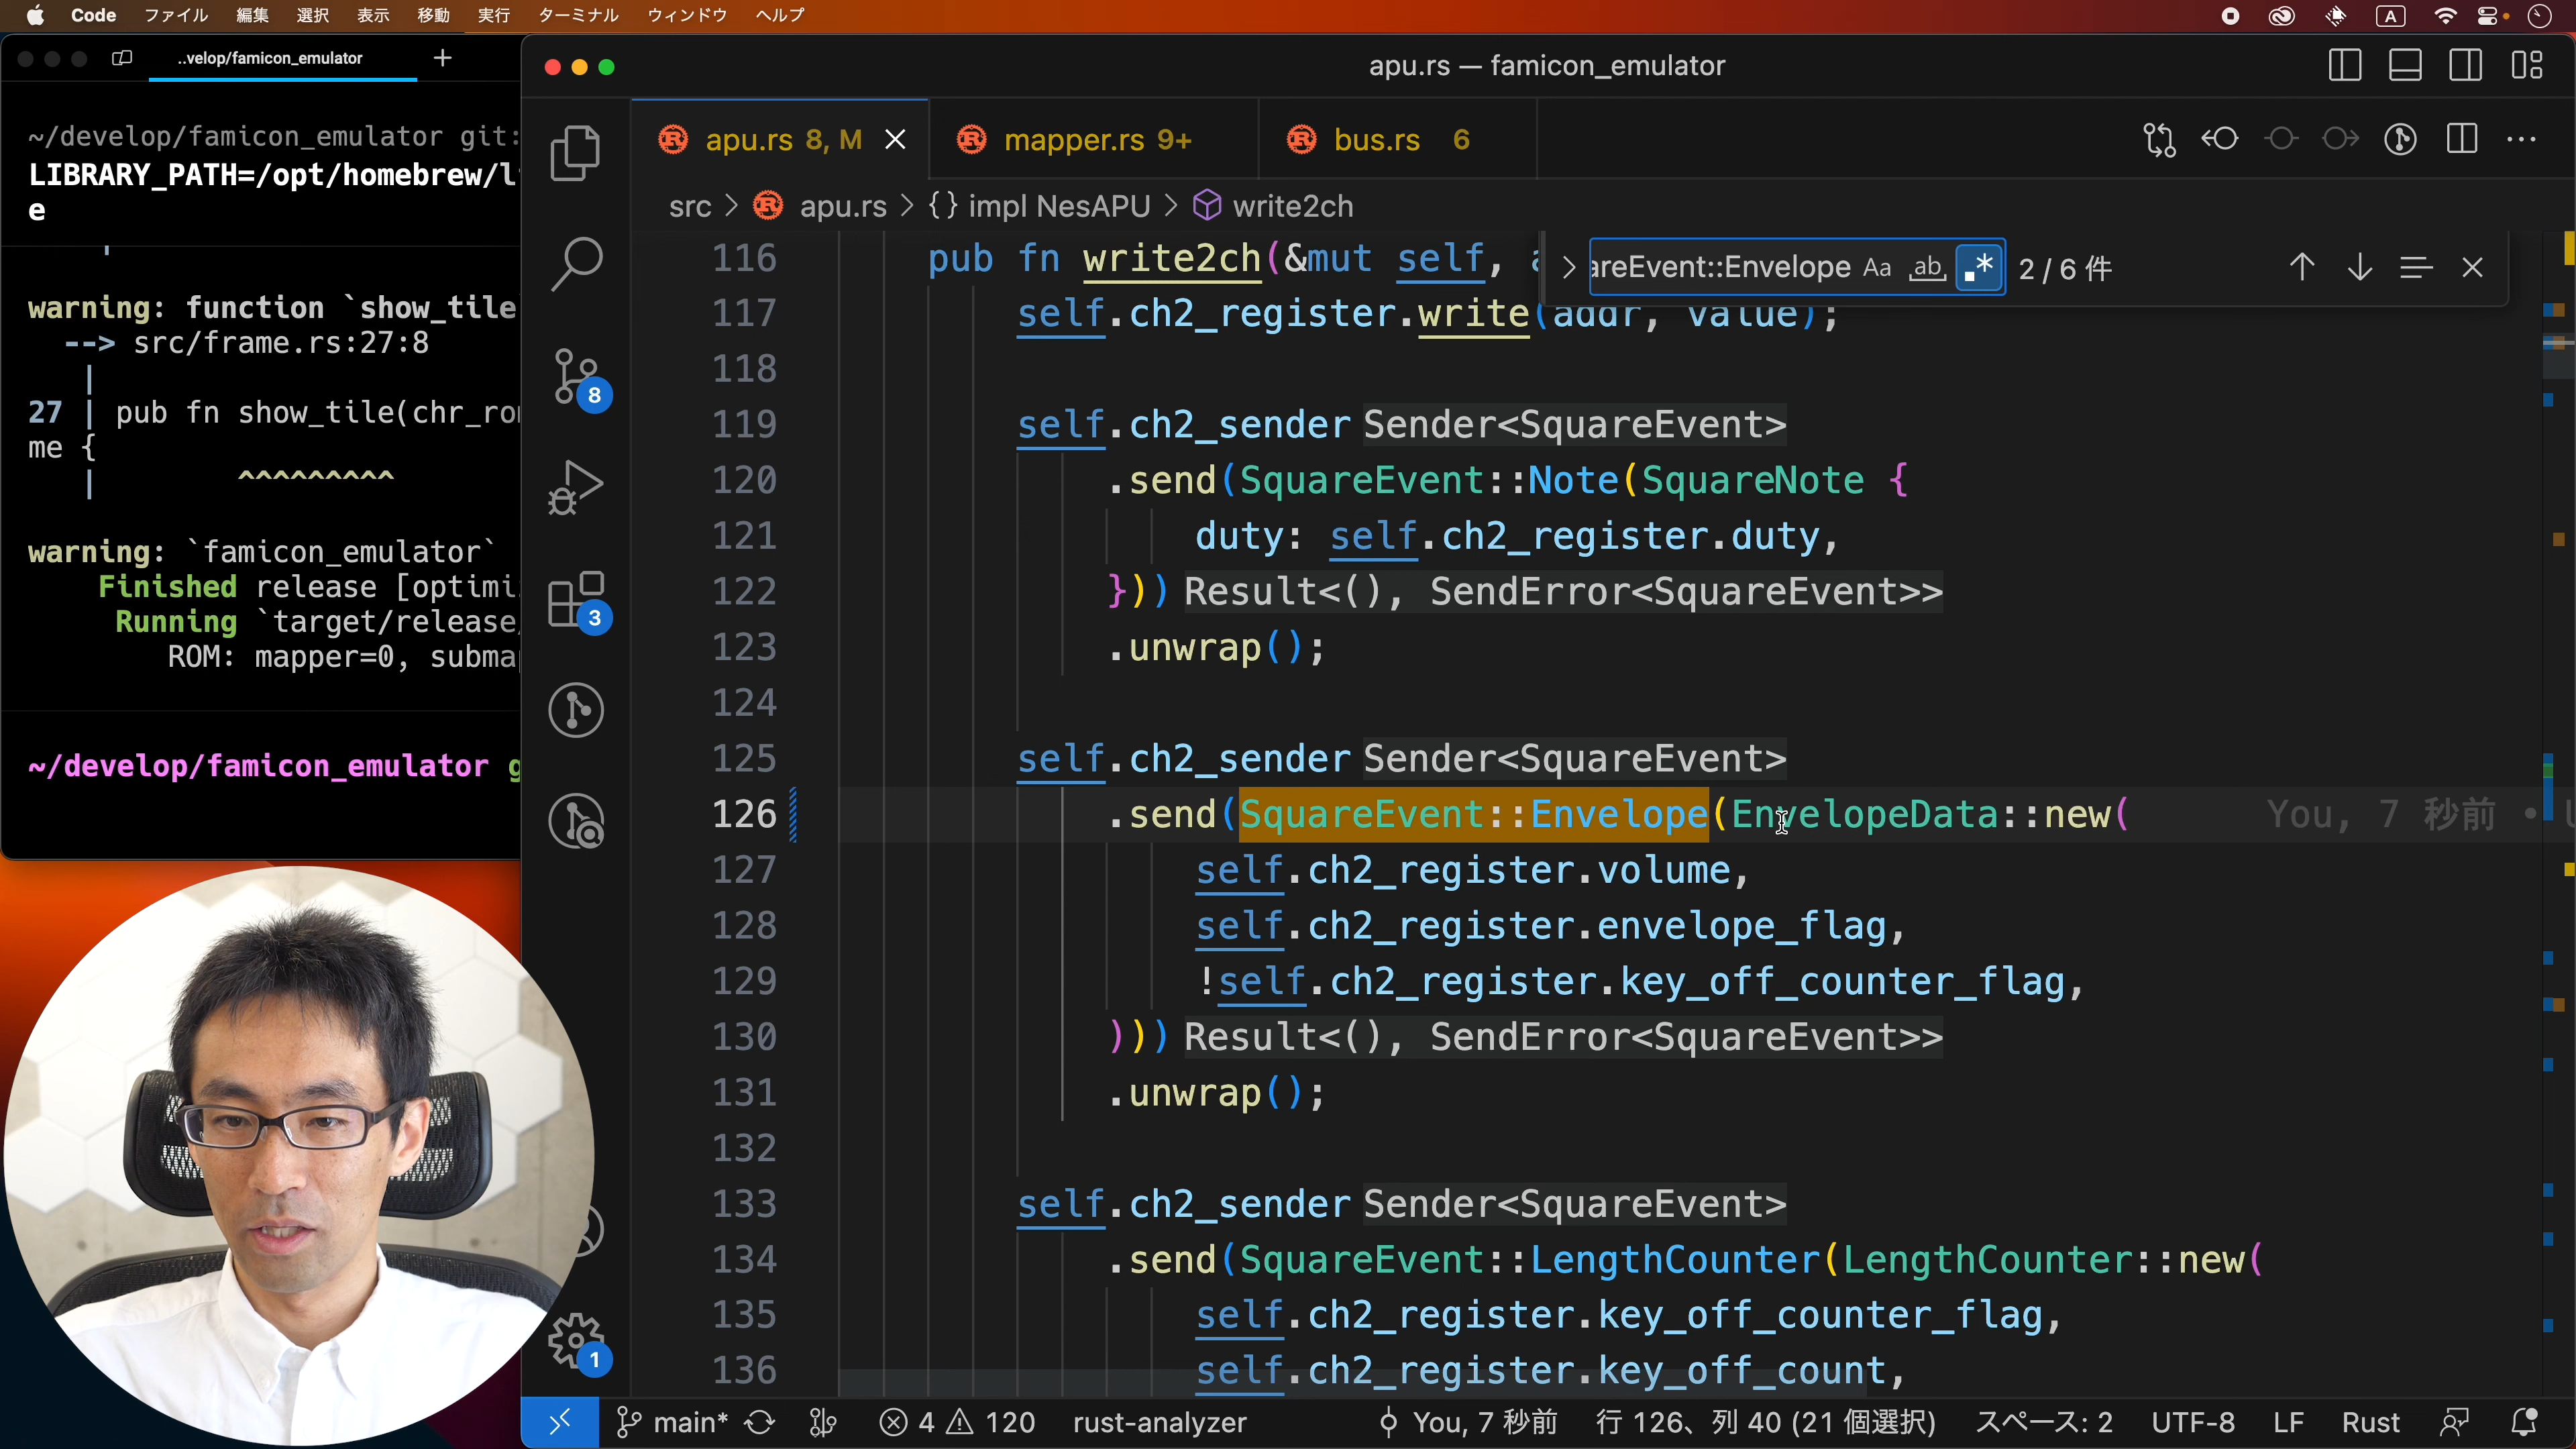 Code ファイル 編集 選択 表示 移動 実行 ターミナル ウィンドウ ヘルプ A
..velop/famicon_emulator +
~/develop/famicon_emulator git:
LIBRARY_PATH=/opt/homebrew/l
e
warning: function `show_tile
--> src/frame.rs:27:8
|
27 | pub fn show_tile(chr_ro
me {
| ^^^^^^^^^
warning: `famicon_emulator`
Finished release [optimi
Running `target/release
ROM: mapper=0, subma
~/develop/famicon_emulator g
apu.rs — famicon_emulator
apu.rs 8, M mapper.rs 9+ bus.rs 6
src > apu.rs > {} impl NesAPU > write2ch
areEvent::Envelope Aa ab .* 2 / 6 件
116 pub fn write2ch(&mut self, a
117 self.ch2_register.write(addr, value);
118
119 self.ch2_sender Sender<SquareEvent>
120 .send(SquareEvent::Note(SquareNote {
121 duty: self.ch2_register.duty,
122 })) Result<(), SendError<SquareEvent>>
123 .unwrap();
124
125 self.ch2_sender Sender<SquareEvent>
126 .send(SquareEvent::Envelope(EnvelopeData::new( You, 7 秒前 •
127 self.ch2_register.volume,
128 self.ch2_register.envelope_flag,
129 !self.ch2_register.key_off_counter_flag,
130 ))) Result<(), SendError<SquareEvent>>
131 .unwrap();
132
133 self.ch2_sender Sender<SquareEvent>
134 .send(SquareEvent::LengthCounter(LengthCounter::new(
135 self.ch2_register.key_off_counter_flag,
136 self.ch2_register.key_off_count,
8
3
1
main* 4 120 rust-analyzer You, 7 秒前 行 126、列 40 (21 個選択) スペース: 2 UTF-8 LF Rust